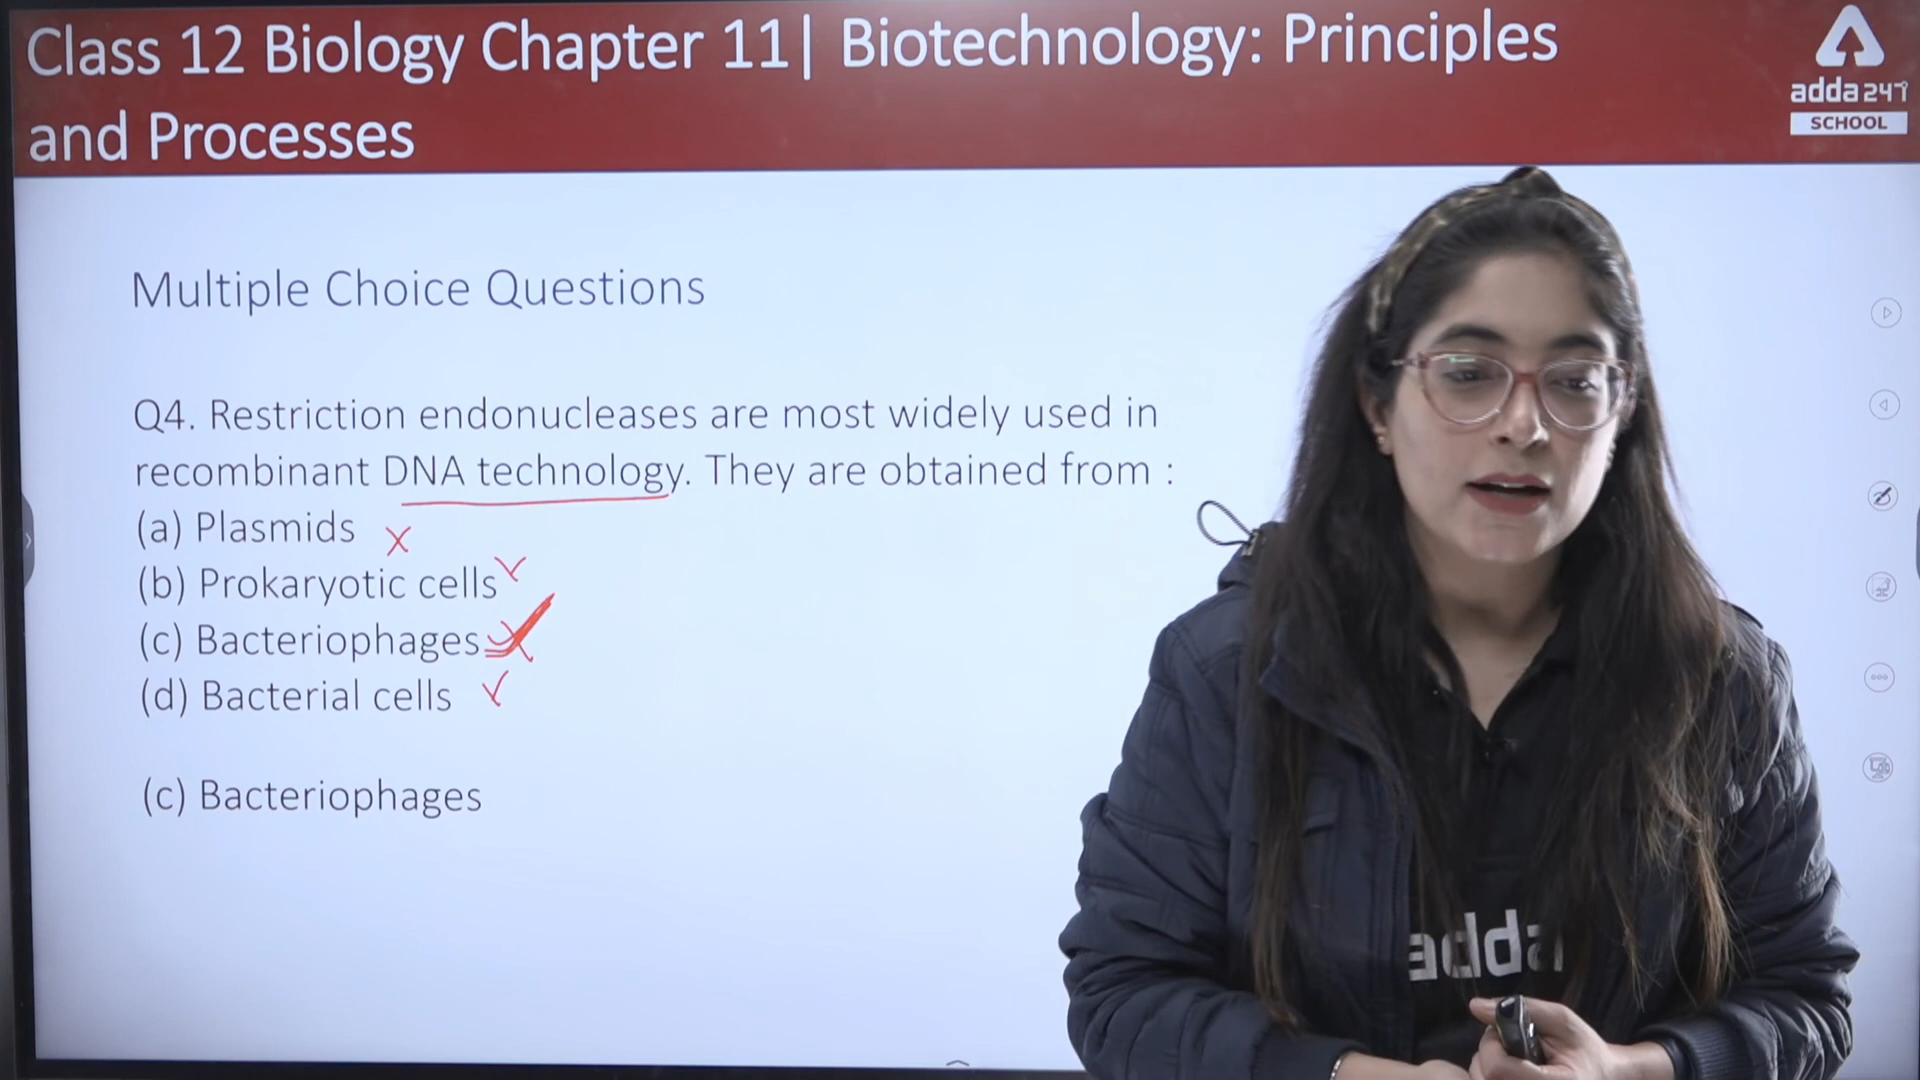 Class 12 Biology Chapter 11| Biotechnology: Principles
and Processes
adda247
SCHOOL
Multiple Choice Questions
Q4. Restriction endonucleases are most widely used in
recombinant DNA technology. They are obtained from :
(a) Plasmids
(b) Prokaryotic cells
(c) Bacteriophages
(d) Bacterial cells
(c) Bacteriophages
adda